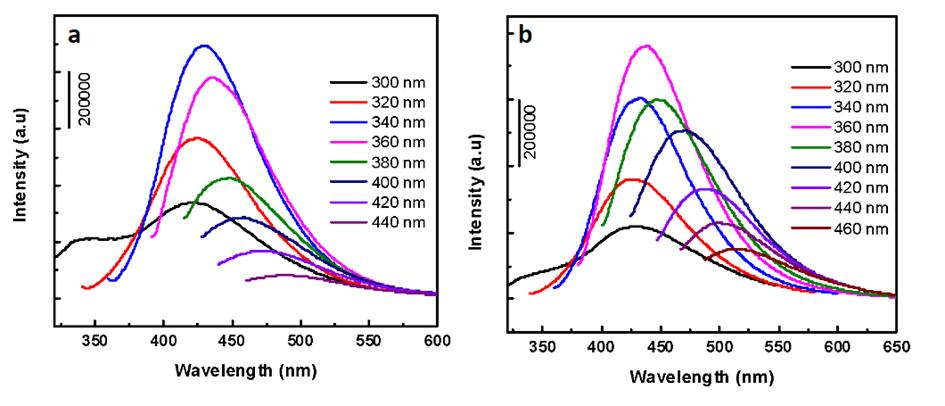 a
Intensity (a.u)
200000
300 nm
320 nm
340 nm
360 nm
380 nm
400 nm
420 nm
440 nm
350 400 450 500 550 600
Wavelength (nm)
b
Intensity (a.u)
200000
300 nm
320 nm
340 nm
360 nm
380 nm
400 nm
420 nm
440 nm
460 nm
350 400 450 500 550 600 650
Wavelength (nm)